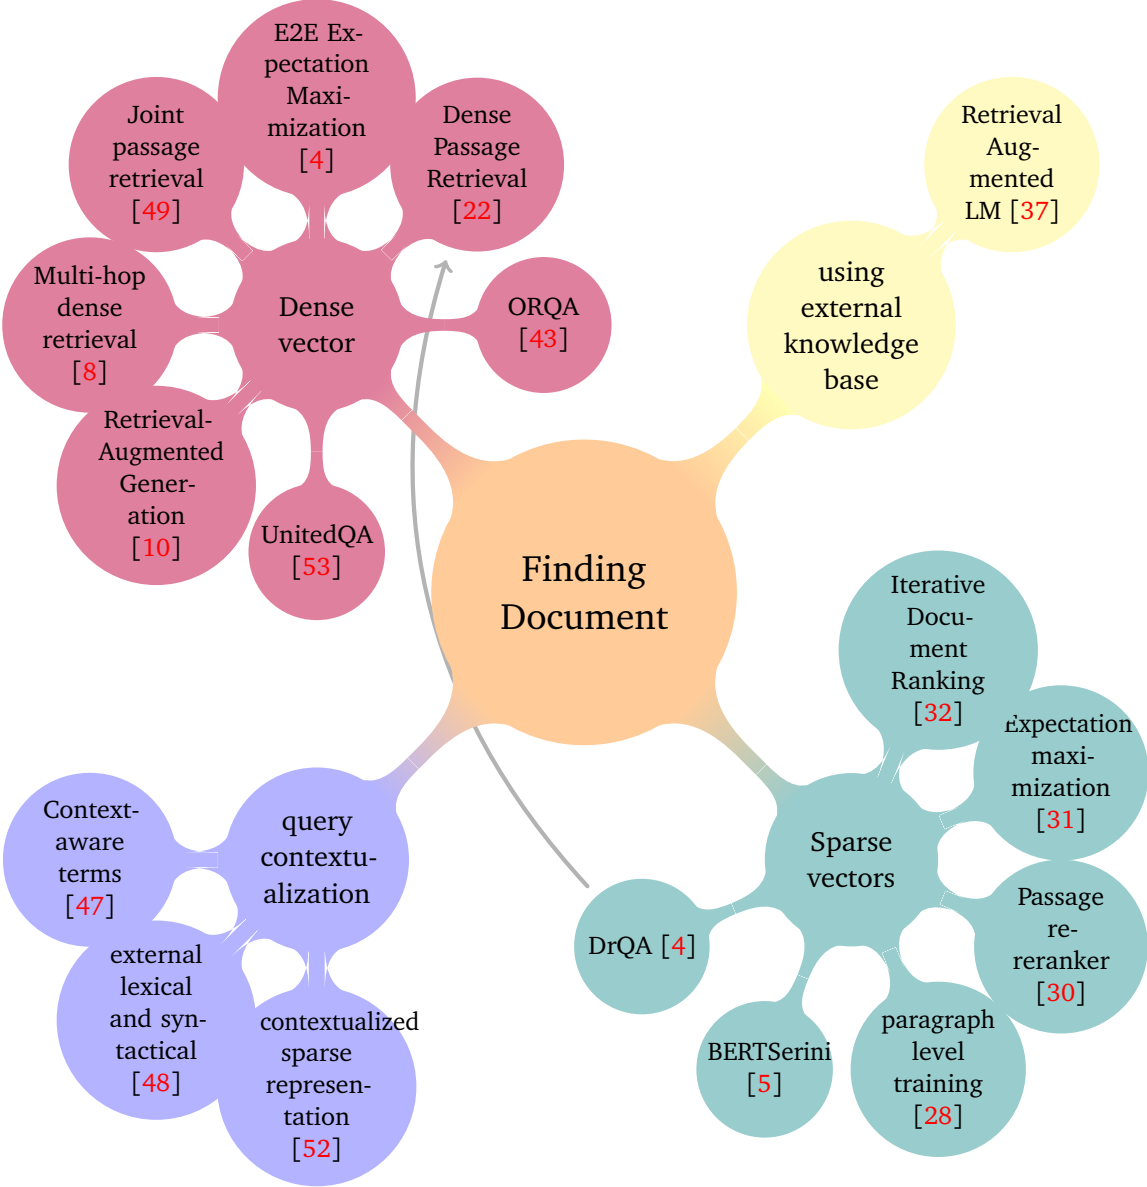 E2E Ex-
pectation
Maxi-
mization
[4]
Joint
passage
retrieval
[49]
Dense
Passage
Retrieval
[22]
Multi-hop
dense
retrieval
[8]
Dense
vector
ORQA
[43]
Retrieval-
Augmented
Gener-
ation
[10]
UnitedQA
[53]
Retrieval
Aug-
mented
LM [37]
using
external
knowledge
base
Finding
Document
Iterative
Docu-
ment
Ranking
[32]
Expectation
maxi-
mization
[31]
Sparse
vectors
Passage
re-
reranker
[30]
DrQA [4]
BERTSerini
[5]
paragraph
level
training
[28]
query
contextu-
alization
Context-
aware
terms
[47]
external
lexical
and syn-
tactical
[48]
contextualized
sparse
represen-
tation
[52]